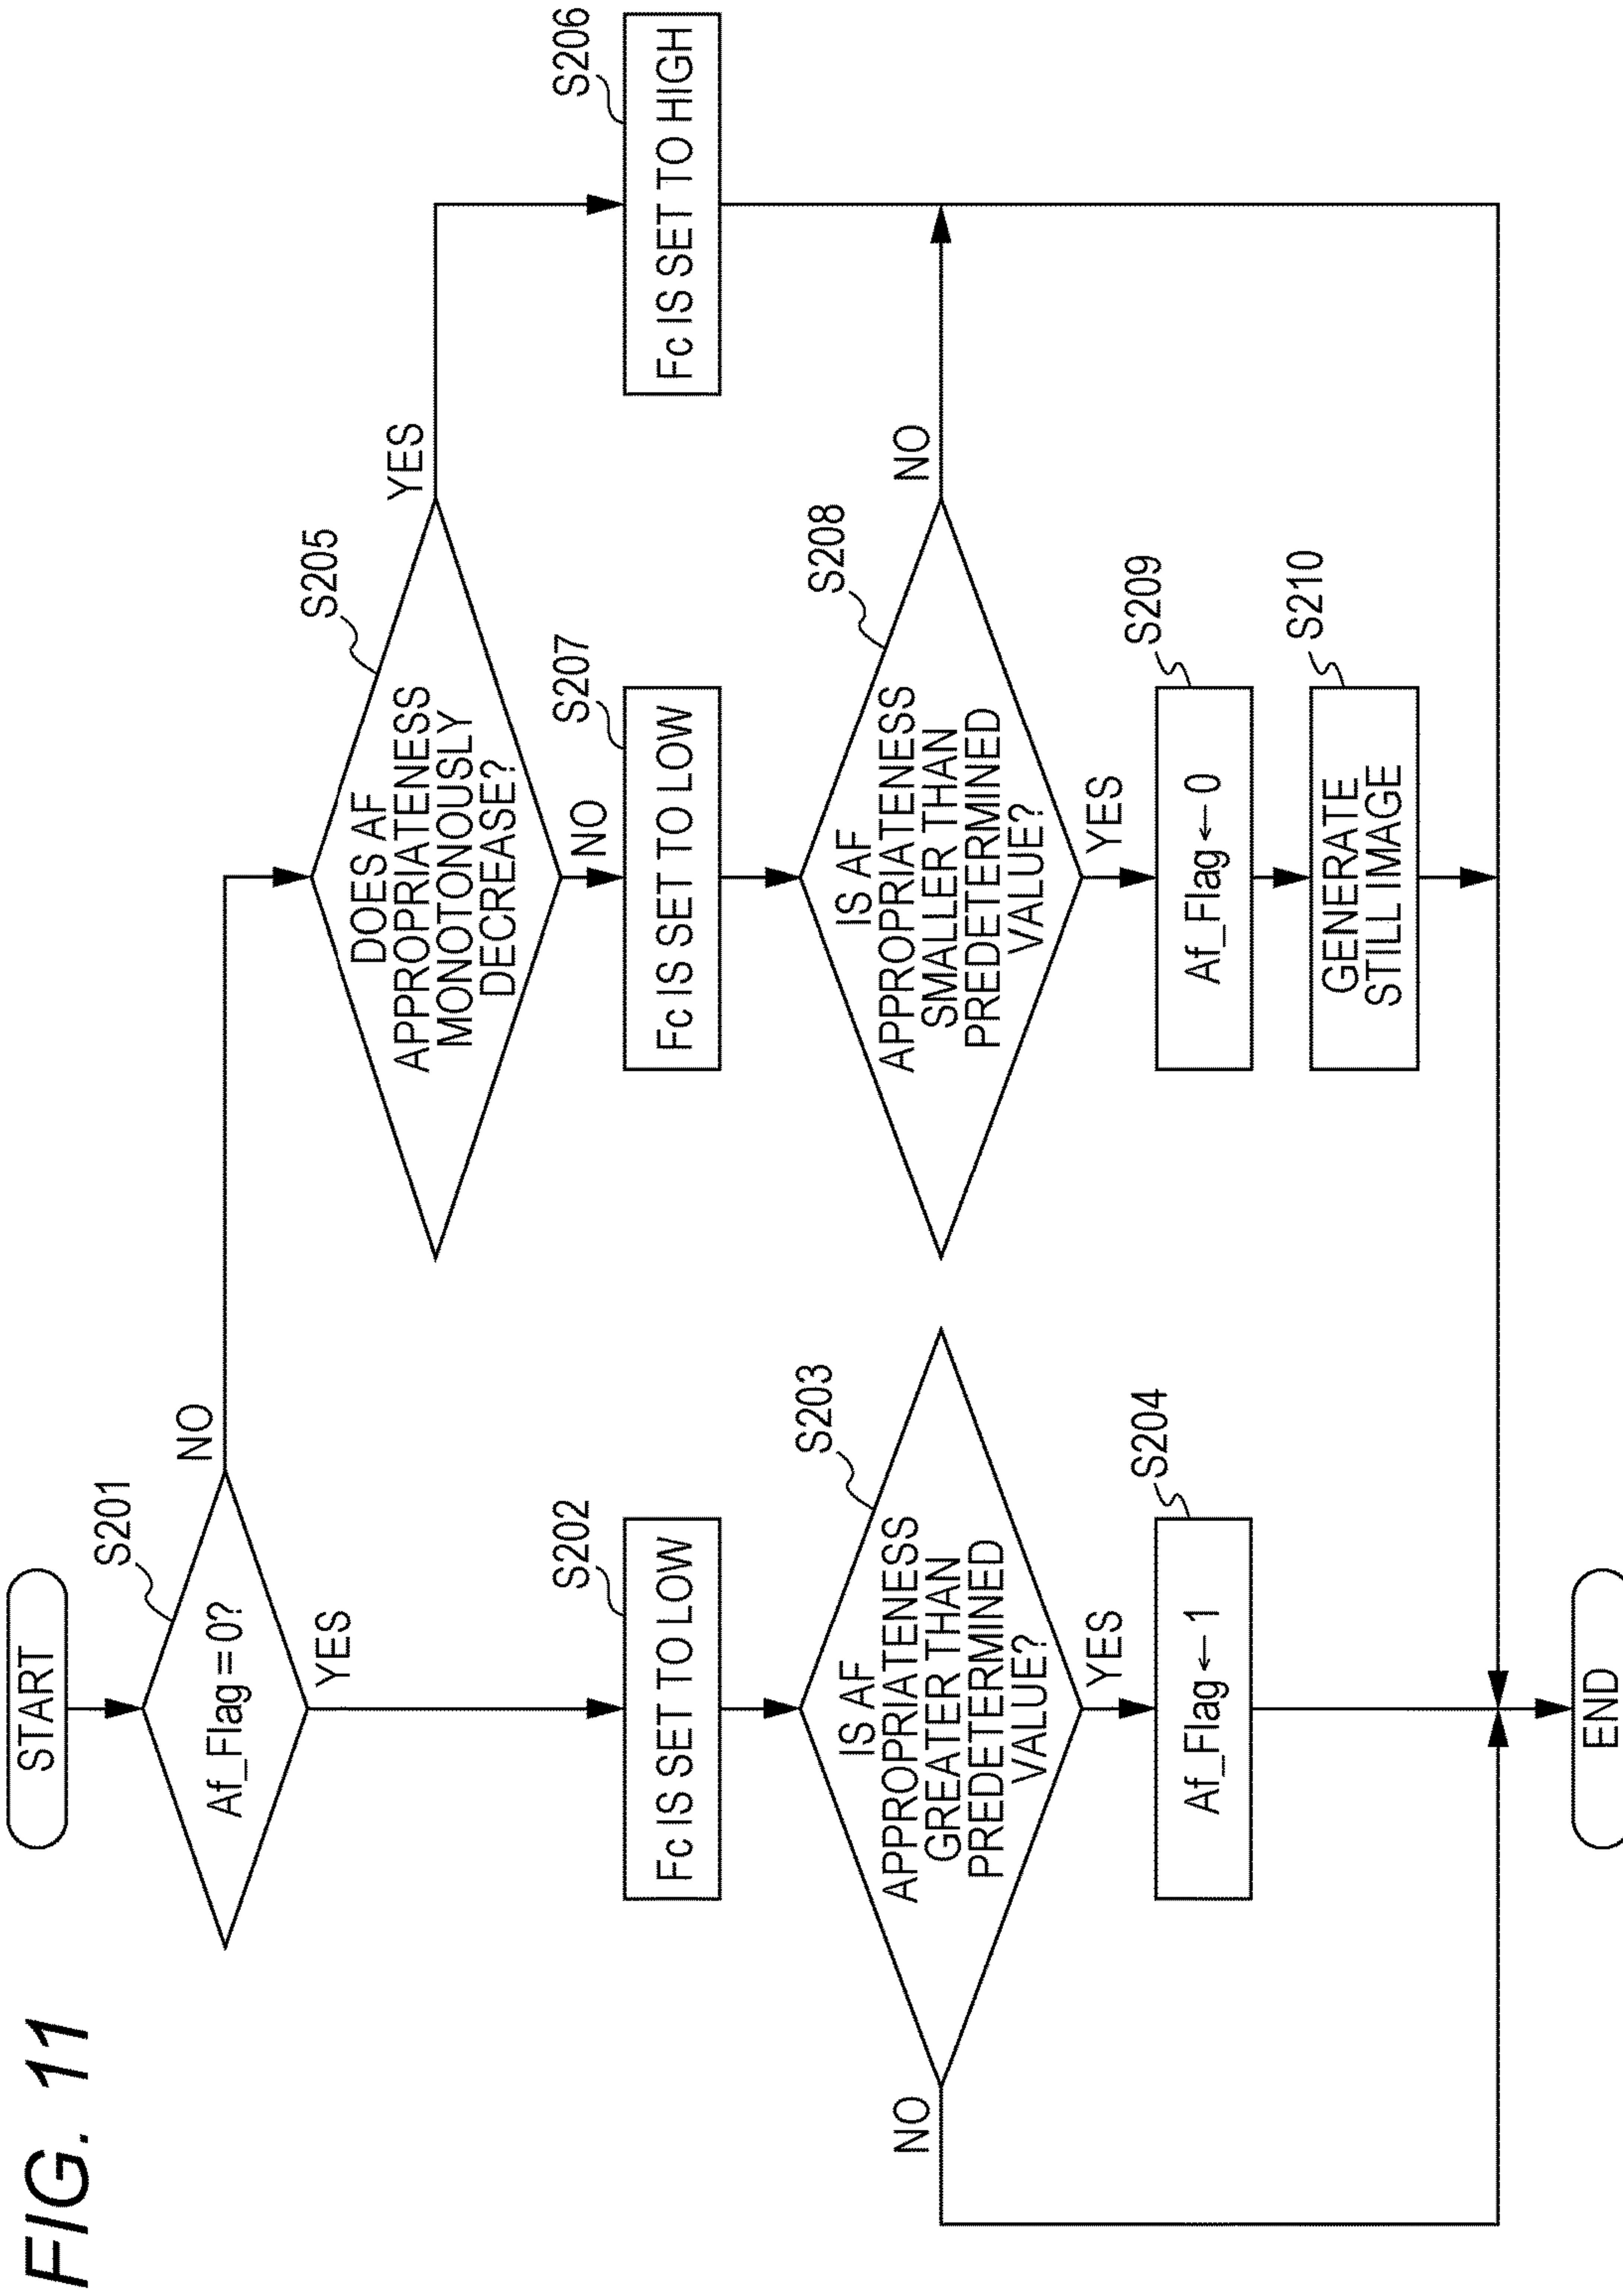 FIG. 11
START
S201
Af_Flag=0?
NO
YES
S202
Fc IS SET TO LOW
S203
IS AF
APPROPRIATENESS
GREATER THAN
PREDETERMINED
VALUE?
NO
YES
S204
Af_Flag←1
S205
DOES AF
APPROPRIATENESS
MONOTONOUSLY
DECREASE?
YES
NO
S206
Fc IS SET TO HIGH
S207
Fc IS SET TO LOW
S208
IS AF
APPROPRIATENESS
SMALLER THAN
PREDETERMINED
VALUE?
NO
YES
S209
Af_Flag←0
S210
GENERATE
STILL IMAGE
END